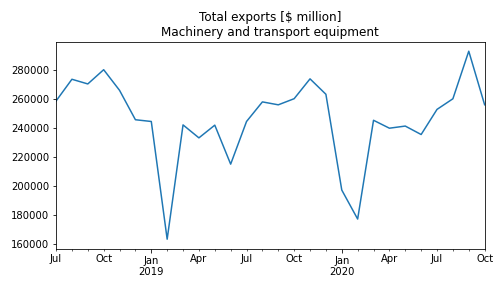 Total exports [$ million]
Machinery and transport equipment
280000
260000
240000
220000
200000
180000
160000
Jul Oct Jan Apr Jul Oct Jan Apr Jul Oct
2019 2020